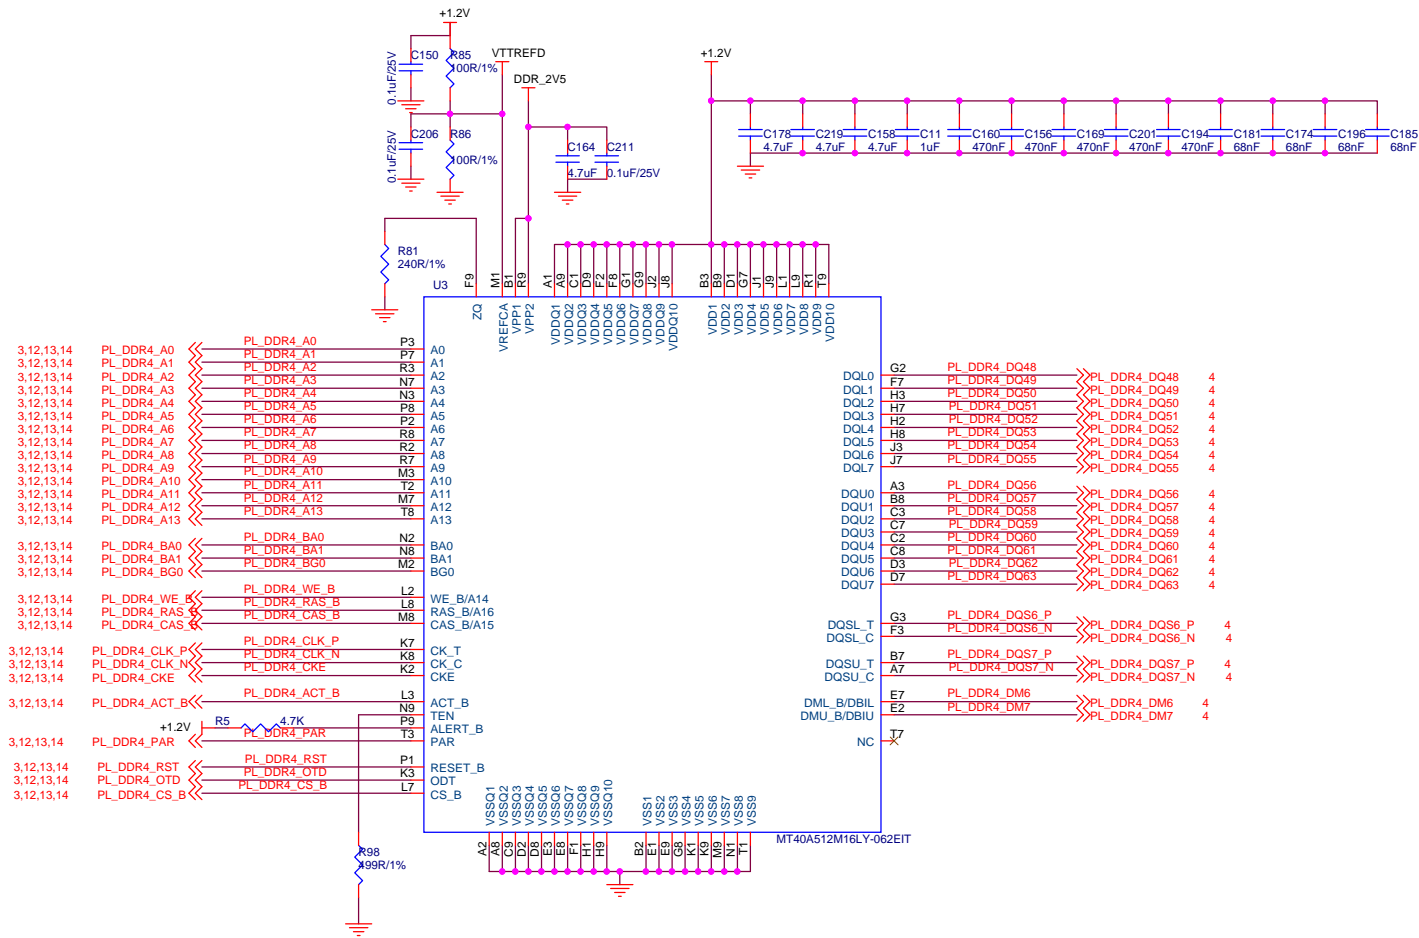 +1.2V
C150
0.1uF/25V
R85
100R/1%
VTTREFD
DDR_2V5
C206
0.1uF/25V
R86
100R/1%
C164
4.7uF
C211
0.1uF/25V
+1.2V
C178
4.7uF
C219
4.7uF
C158
4.7uF
C11
1uF
C160
470nF
C156
470nF
C169
470nF
C201
470nF
C194
470nF
C181
68nF
C174
68nF
C196
68nF
C185
68nF
R81
240R/1%
U3
F9 ZQ
M1 VREFCA
B1 VPP1
R9 VPP2
A1 VDDQ1
A9 VDDQ2
C1 VDDQ3
D9 VDDQ4
F2 VDDQ5
F8 VDDQ6
G1 VDDQ7
G9 VDDQ8
J2 VDDQ9
J8 VDDQ10
B3 VDD1
B9 VDD2
D1 VDD3
G7 VDD4
J1 VDD5
J9 VDD6
L1 VDD7
L9 VDD8
R1 VDD9
T9 VDD10
3,12,13,14 PL_DDR4_A0 PL_DDR4_A0 P3 A0
3,12,13,14 PL_DDR4_A1 PL_DDR4_A1 P7 A1
3,12,13,14 PL_DDR4_A2 PL_DDR4_A2 R3 A2
3,12,13,14 PL_DDR4_A3 PL_DDR4_A3 N7 A3
3,12,13,14 PL_DDR4_A4 PL_DDR4_A4 N3 A4
3,12,13,14 PL_DDR4_A5 PL_DDR4_A5 P8 A5
3,12,13,14 PL_DDR4_A6 PL_DDR4_A6 P2 A6
3,12,13,14 PL_DDR4_A7 PL_DDR4_A7 R8 A7
3,12,13,14 PL_DDR4_A8 PL_DDR4_A8 R2 A8
3,12,13,14 PL_DDR4_A9 PL_DDR4_A9 R7 A9
3,12,13,14 PL_DDR4_A10 PL_DDR4_A10 M3 A10
3,12,13,14 PL_DDR4_A11 PL_DDR4_A11 T2 A11
3,12,13,14 PL_DDR4_A12 PL_DDR4_A12 M7 A12
3,12,13,14 PL_DDR4_A13 PL_DDR4_A13 T8 A13
3,12,13,14 PL_DDR4_BA0 PL_DDR4_BA0 N2 BA0
3,12,13,14 PL_DDR4_BA1 PL_DDR4_BA1 N8 BA1
3,12,13,14 PL_DDR4_BG0 PL_DDR4_BG0 M2 BG0
3,12,13,14 PL_DDR4_WE_B PL_DDR4_WE_B L2 WE_B/A14
3,12,13,14 PL_DDR4_RAS_B PL_DDR4_RAS_B L8 RAS_B/A16
3,12,13,14 PL_DDR4_CAS_B PL_DDR4_CAS_B M8 CAS_B/A15
3,12,13,14 PL_DDR4_CLK_P PL_DDR4_CLK_P K7 CK_T
3,12,13,14 PL_DDR4_CLK_N PL_DDR4_CLK_N K8 CK_C
3,12,13,14 PL_DDR4_CKE PL_DDR4_CKE K2 CKE
3,12,13,14 PL_DDR4_ACT_B PL_DDR4_ACT_B L3 ACT_B
N9 TEN
+1.2V R5 4.7K P9 ALERT_B
3,12,13,14 PL_DDR4_PAR PL_DDR4_PAR T3 PAR
3,12,13,14 PL_DDR4_RST PL_DDR4_RST P1 RESET_B
3,12,13,14 PL_DDR4_OTD PL_DDR4_OTD K3 ODT
3,12,13,14 PL_DDR4_CS_B PL_DDR4_CS_B L7 CS_B
DQL0 G2 PL_DDR4_DQ48 PL_DDR4_DQ48 4
DQL1 F7 PL_DDR4_DQ49 PL_DDR4_DQ49 4
DQL2 H3 PL_DDR4_DQ50 PL_DDR4_DQ50 4
DQL3 H7 PL_DDR4_DQ51 PL_DDR4_DQ51 4
DQL4 H2 PL_DDR4_DQ52 PL_DDR4_DQ52 4
DQL5 H8 PL_DDR4_DQ53 PL_DDR4_DQ53 4
DQL6 J3 PL_DDR4_DQ54 PL_DDR4_DQ54 4
DQL7 J7 PL_DDR4_DQ55 PL_DDR4_DQ55 4
DQU0 A3 PL_DDR4_DQ56 PL_DDR4_DQ56 4
DQU1 B8 PL_DDR4_DQ57 PL_DDR4_DQ57 4
DQU2 C3 PL_DDR4_DQ58 PL_DDR4_DQ58 4
DQU3 C7 PL_DDR4_DQ59 PL_DDR4_DQ59 4
DQU4 C2 PL_DDR4_DQ60 PL_DDR4_DQ60 4
DQU5 C8 PL_DDR4_DQ61 PL_DDR4_DQ61 4
DQU6 D3 PL_DDR4_DQ62 PL_DDR4_DQ62 4
DQU7 D7 PL_DDR4_DQ63 PL_DDR4_DQ63 4
DQSL_T G3 PL_DDR4_DQS6_P PL_DDR4_DQS6_P 4
DQSL_C F3 PL_DDR4_DQS6_N PL_DDR4_DQS6_N 4
DQSU_T B7 PL_DDR4_DQS7_P PL_DDR4_DQS7_P 4
DQSU_C A7 PL_DDR4_DQS7_N PL_DDR4_DQS7_N 4
DML_B/DBIL E7 PL_DDR4_DM6 PL_DDR4_DM6 4
DMU_B/DBIU E2 PL_DDR4_DM7 PL_DDR4_DM7 4
NC T7
VSSQ1 A2
VSSQ2 A8
VSSQ3 C9
VSSQ4 D2
VSSQ5 D8
VSSQ6 E3
VSSQ7 E8
VSSQ8 F1
VSSQ9 H1
VSSQ10 H9
VSS1 B2
VSS2 E1
VSS3 E9
VSS4 G8
VSS5 K1
VSS6 K9
VSS7 M9
VSS8 N1
VSS9 T1
MT40A512M16LY-062EIT
R98
499R/1%